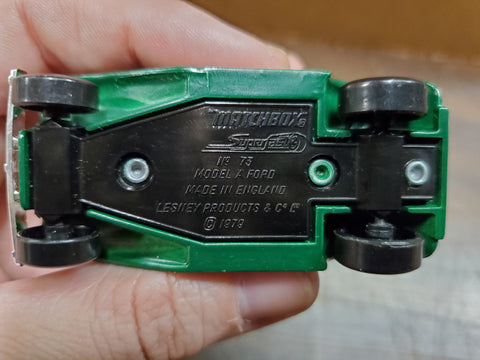 MATCHBOX
Superfast
Nº 73
MODEL A FORD
MADE IN ENGLAND
LESNEY PRODUCTS & Cº Lᵗᵈ
© 1979